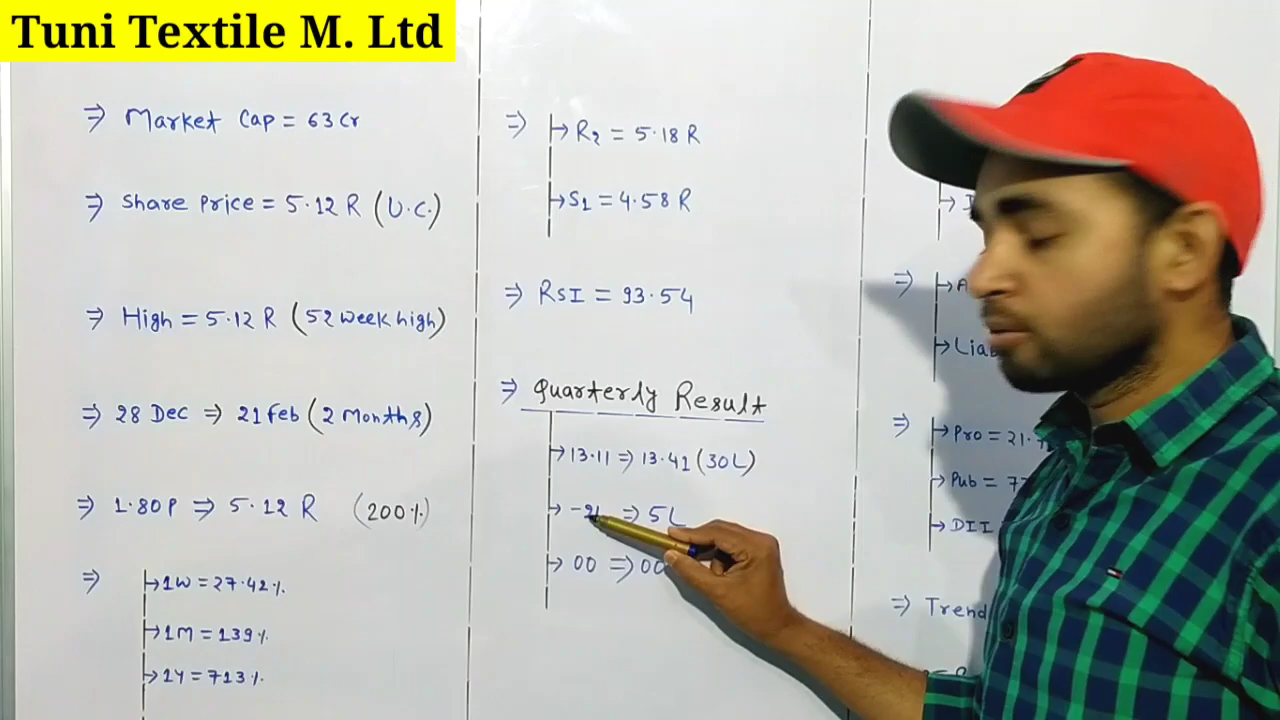 Tuni Textile M. Ltd
⇒ Market Cap = 63 Cr
⇒ Share Price = 5.12 R (U.C.)
⇒ High = 5.12 R (52 week high)
⇒ 28 Dec ⇒ 21 Feb (2 Months)
⇒ 1.80 P ⇒ 5.12 R (200%)
⇒ → 1W = 27.42%
→ 1M = 139%
→ 1Y = 713%
⇒ → R2 = 5.18 R
→ S1 = 4.58 R
⇒ RSI = 93.54
⇒ Quarterly Result
→ 13.11 ⇒ 13.41 (30L)
→ ⇒ 5L
→ 00 ⇒ 00
⇒
⇒ → Pro = 21.
→ Pub = 77
→ DII =
⇒ Trend